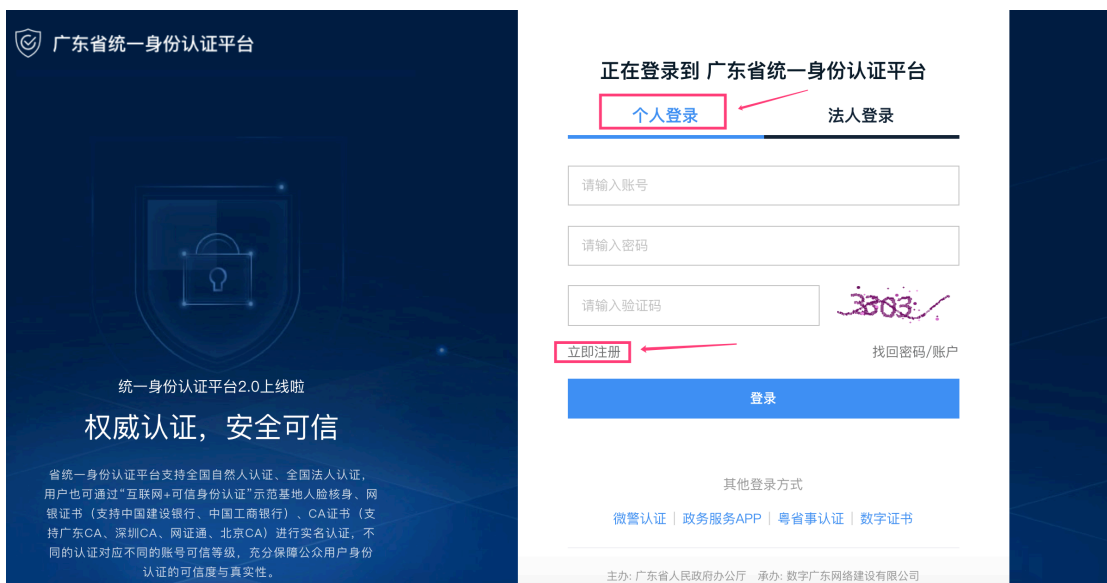 广东省统一身份认证平台
统一身份认证平台2.0上线啦
权威认证，安全可信
省统一身份认证平台支持全国自然人认证、全国法人认证，
用户也可通过“互联网+可信身份认证”示范基地人脸核身、网
银证书（支持中国建设银行、中国工商银行）、CA证书（支
持广东CA、深圳CA、网证通、北京CA）进行实名认证，不
同的认证对应不同的账号可信等级，充分保障公众用户身份
认证的可信度与真实性。
正在登录到 广东省统一身份认证平台
个人登录 法人登录
请输入账号
请输入密码
请输入验证码 3303
立即注册 找回密码/账户
登录
其他登录方式
微警认证 | 政务服务APP | 粤省事认证 | 数字证书
主办: 广东省人民政府办公厅 承办: 数字广东网络建设有限公司